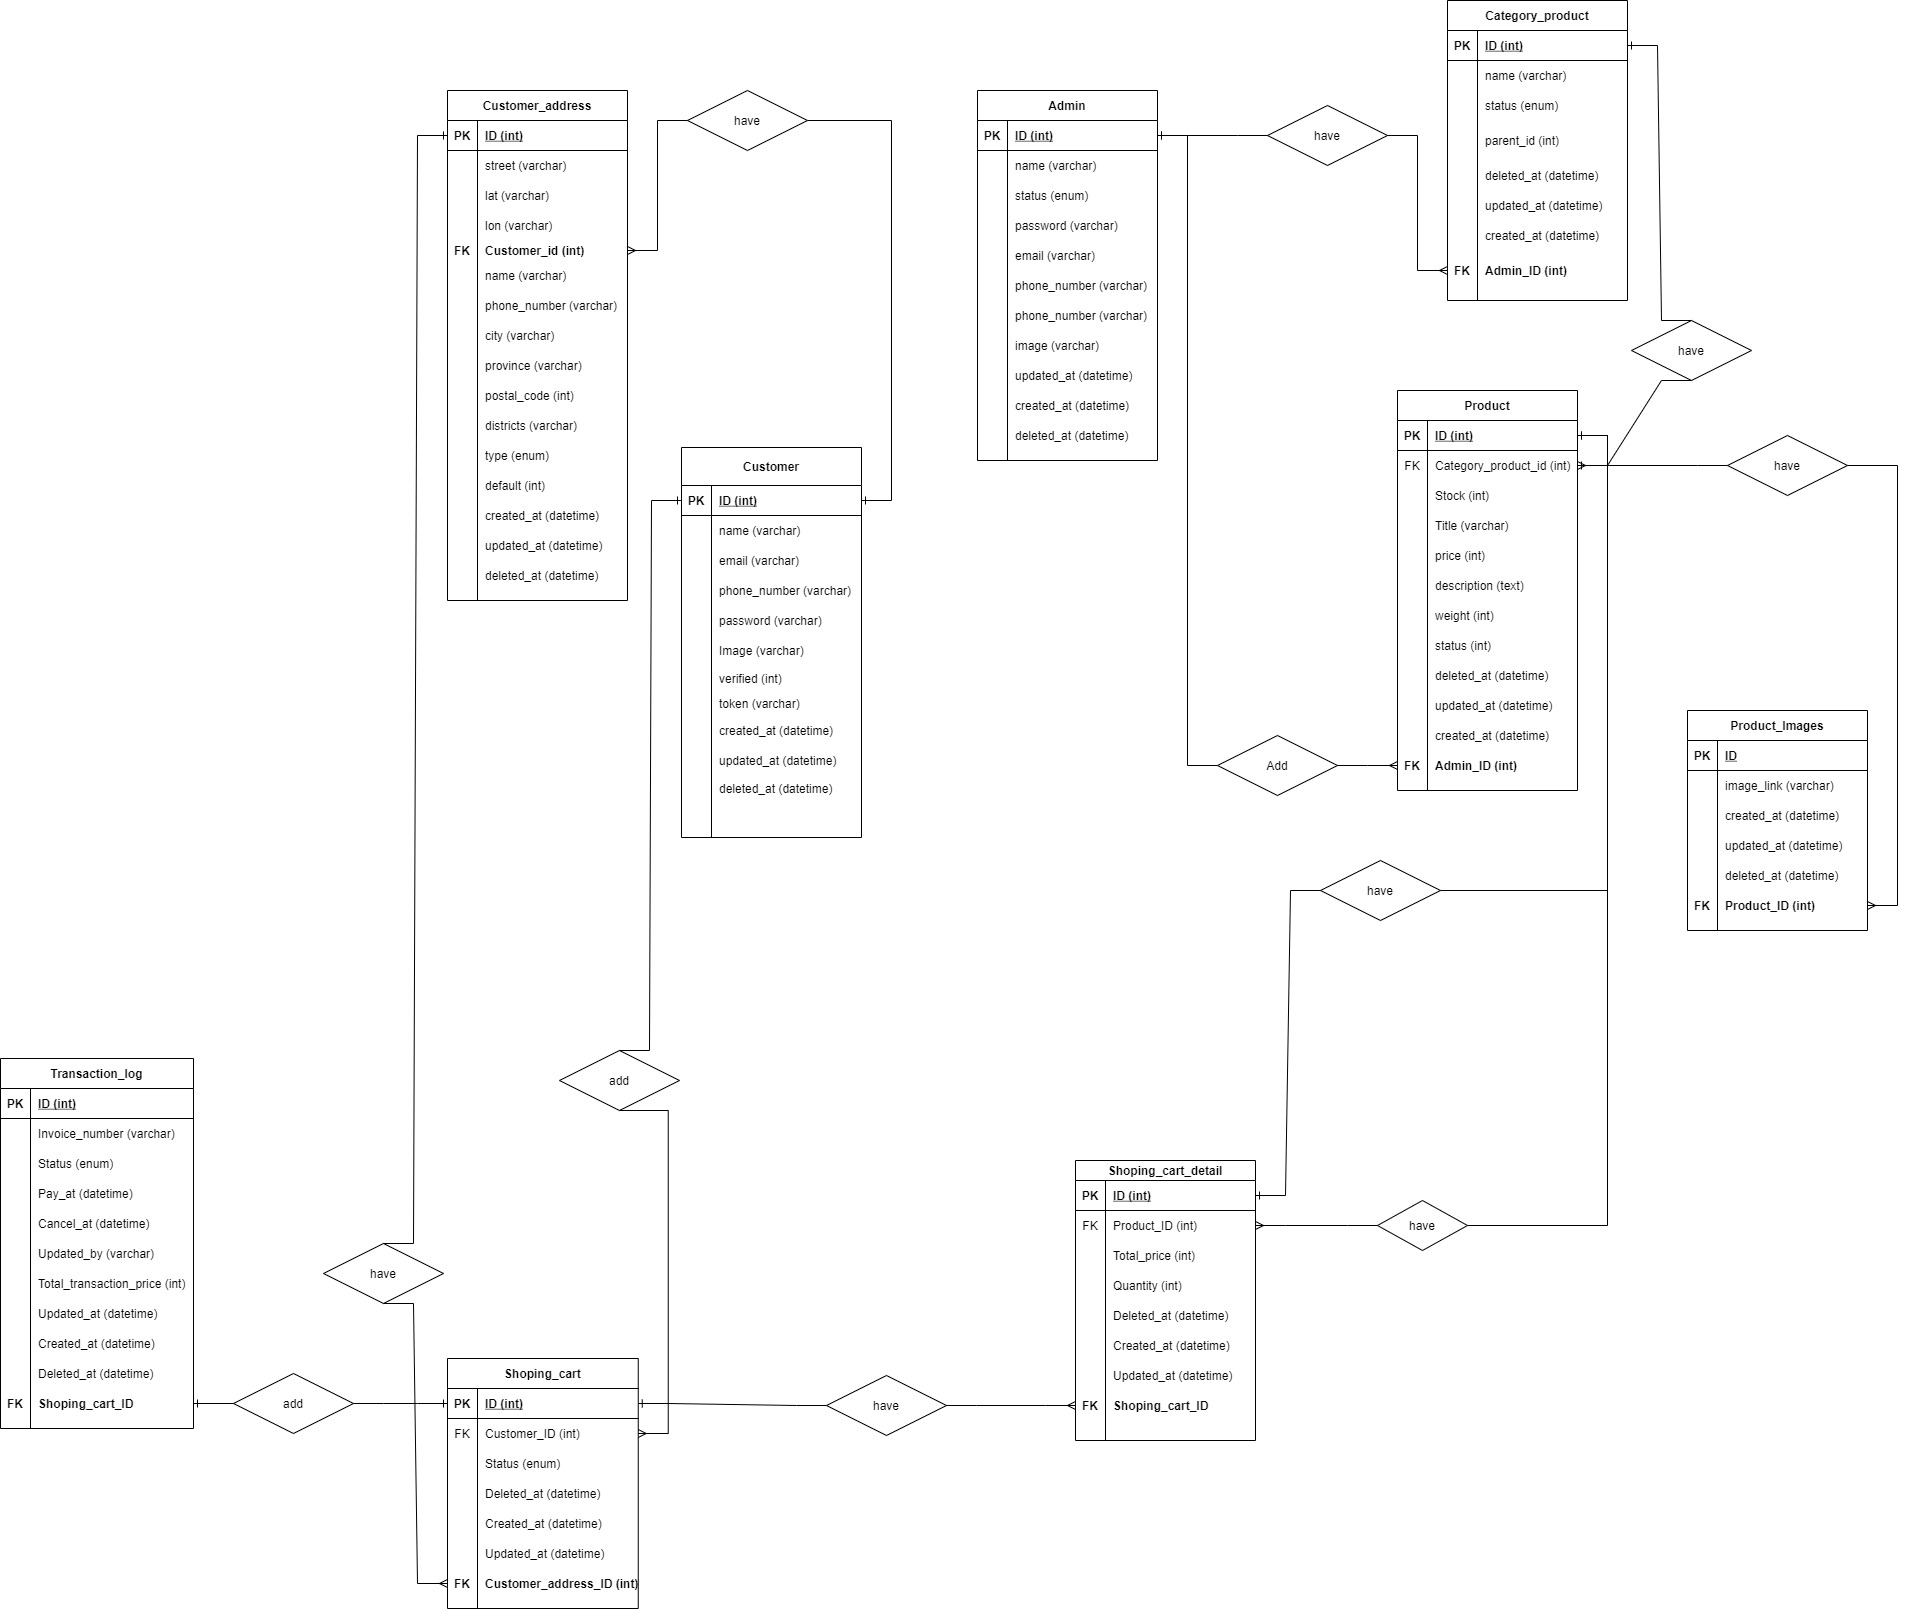 Category_product
PK ID (int)
name (varchar)
status (enum)
parent_id (int)
deleted_at (datetime)
updated_at (datetime)
created_at (datetime)
FK Admin_ID (int)
Customer_address
PK ID (int)
street (varchar)
lat (varchar)
lon (varchar)
FK Customer_id (int)
name (varchar)
phone_number (varchar)
city (varchar)
province (varchar)
postal_code (int)
districts (varchar)
type (enum)
default (int)
created_at (datetime)
updated_at (datetime)
deleted_at (datetime)
have
Admin
PK ID (int)
name (varchar)
status (enum)
password (varchar)
email (varchar)
phone_number (varchar)
phone_number (varchar)
image (varchar)
updated_at (datetime)
created_at (datetime)
deleted_at (datetime)
have
have
Product
PK ID (int)
FK Category_product_id (int)
Stock (int)
Title (varchar)
price (int)
description (text)
weight (int)
status (int)
deleted_at (datetime)
updated_at (datetime)
created_at (datetime)
FK Admin_ID (int)
have
Customer
PK ID (int)
name (varchar)
email (varchar)
phone_number (varchar)
password (varchar)
Image (varchar)
verified (int)
token (varchar)
created_at (datetime)
updated_at (datetime)
deleted_at (datetime)
Add
Product_Images
PK ID
image_link (varchar)
created_at (datetime)
updated_at (datetime)
deleted_at (datetime)
FK Product_ID (int)
have
Transaction_log
PK ID (int)
Invoice_number (varchar)
Status (enum)
Pay_at (datetime)
Cancel_at (datetime)
Updated_by (varchar)
Total_transaction_price (int)
Updated_at (datetime)
Created_at (datetime)
Deleted_at (datetime)
FK Shoping_cart_ID
add
have
add
Shoping_cart
PK ID (int)
FK Customer_ID (int)
Status (enum)
Deleted_at (datetime)
Created_at (datetime)
Updated_at (datetime)
FK Customer_address_ID (int)
have
Shoping_cart_detail
PK ID (int)
FK Product_ID (int)
Total_price (int)
Quantity (int)
Deleted_at (datetime)
Created_at (datetime)
Updated_at (datetime)
FK Shoping_cart_ID
have